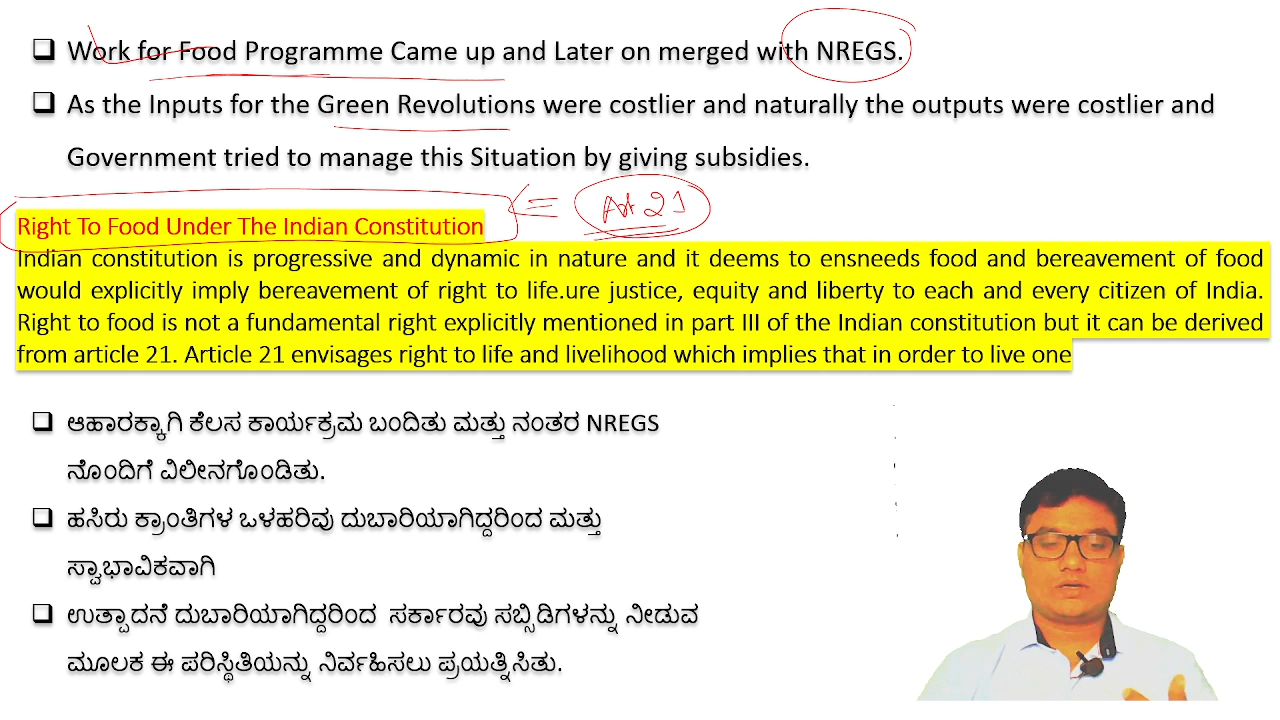 ❑ Work for Food Programme Came up and Later on merged with NREGS.
❑ As the Inputs for the Green Revolutions were costlier and naturally the outputs were costlier and
Government tried to manage this Situation by giving subsidies.
Art 21
Right To Food Under The Indian Constitution
Indian constitution is progressive and dynamic in nature and it deems to ensneeds food and bereavement of food
would explicitly imply bereavement of right to life.ure justice, equity and liberty to each and every citizen of India.
Right to food is not a fundamental right explicitly mentioned in part III of the Indian constitution but it can be derived
from article 21. Article 21 envisages right to life and livelihood which implies that in order to live one
❑ ಆಹಾರಕ್ಕಾಗಿ ಕೆಲಸ ಕಾರ್ಯಕ್ರಮ ಬಂದಿತು ಮತ್ತು ನಂತರ NREGS
ನೊಂದಿಗೆ ವಿಲೀನಗೊಂಡಿತು.
❑ ಹಸಿರು ಕ್ರಾಂತಿಗಳ ಒಳಹರಿವು ದುಬಾರಿಯಾಗಿದ್ದರಿಂದ ಮತ್ತು
ಸ್ವಾಭಾವಿಕವಾಗಿ
❑ ಉತ್ಪಾದನೆ ದುಬಾರಿಯಾಗಿದ್ದರಿಂದ ಸರ್ಕಾರವು ಸಬ್ಸಿಡಿಗಳನ್ನು ನೀಡುವ
ಮೂಲಕ ಈ ಪರಿಸ್ಥಿತಿಯನ್ನು ನಿರ್ವಹಿಸಲು ಪ್ರಯತ್ನಿಸಿತು.